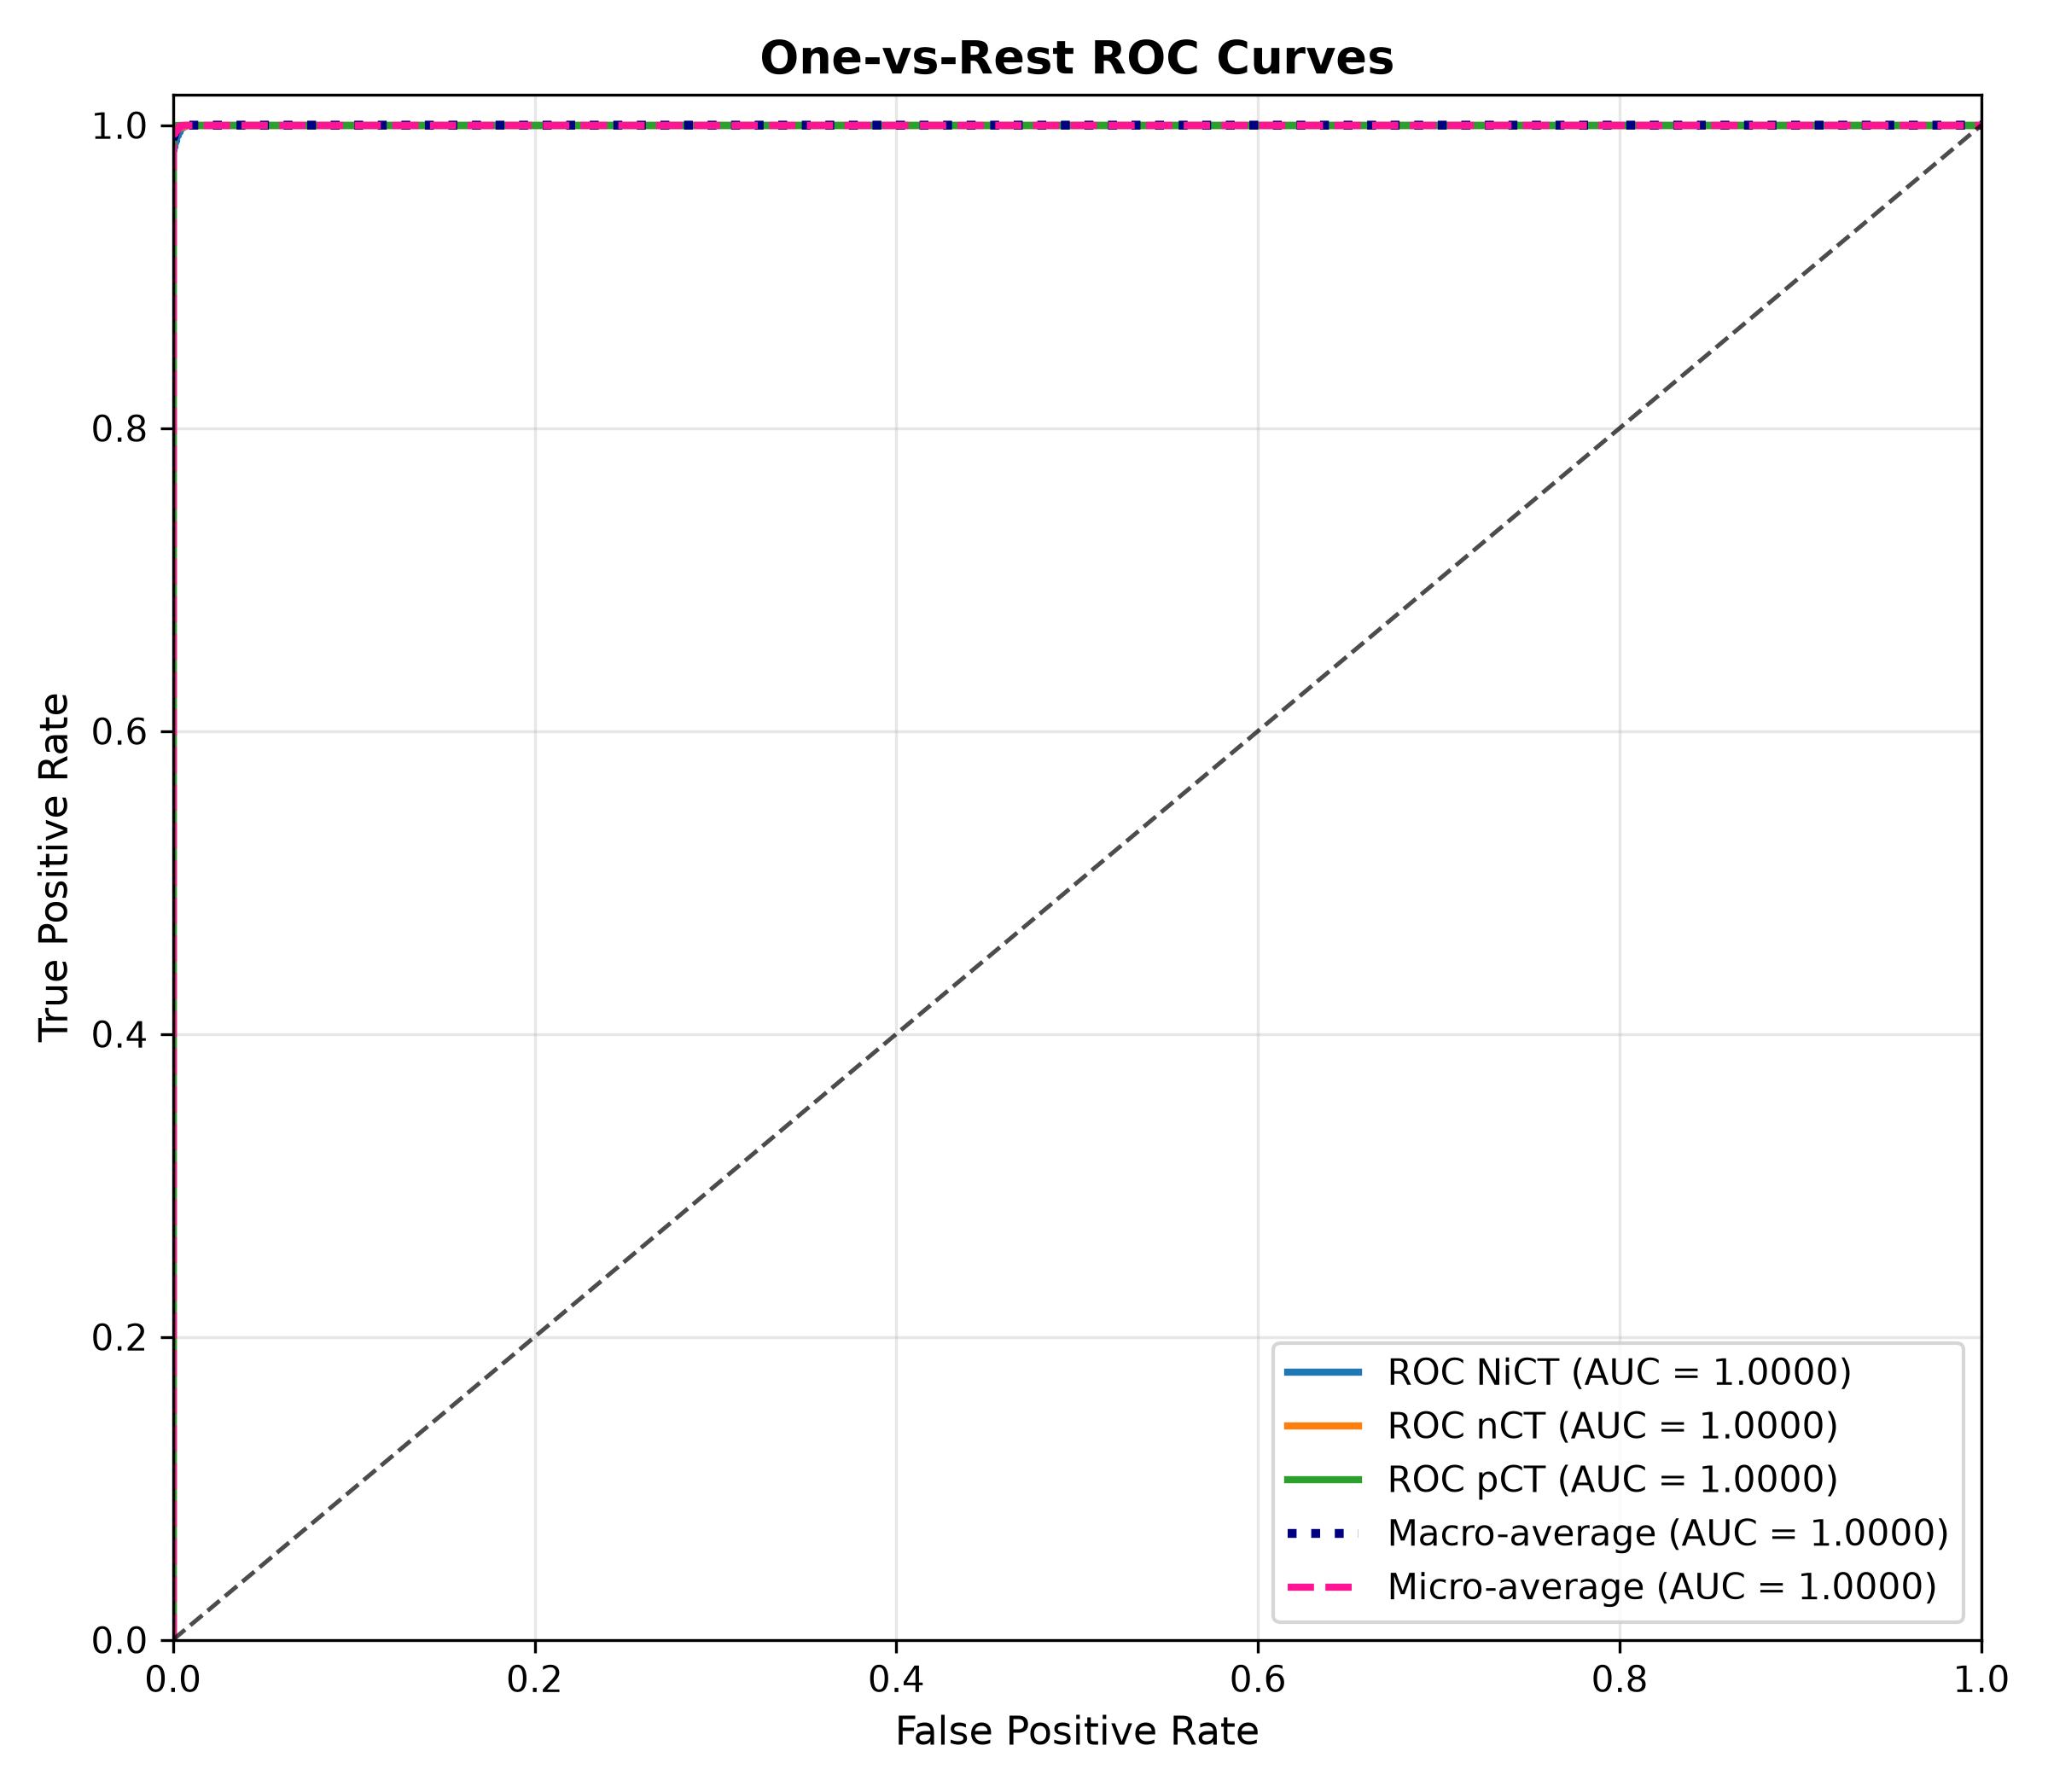 One-vs-Rest ROC Curves
1.0
0.8
0.6
0.4
0.2
0.0
True Positive Rate
0.0 0.2 0.4 0.6 0.8 1.0
False Positive Rate
ROC NiCT (AUC = 1.0000)
ROC nCT (AUC = 1.0000)
ROC pCT (AUC = 1.0000)
Macro-average (AUC = 1.0000)
Micro-average (AUC = 1.0000)